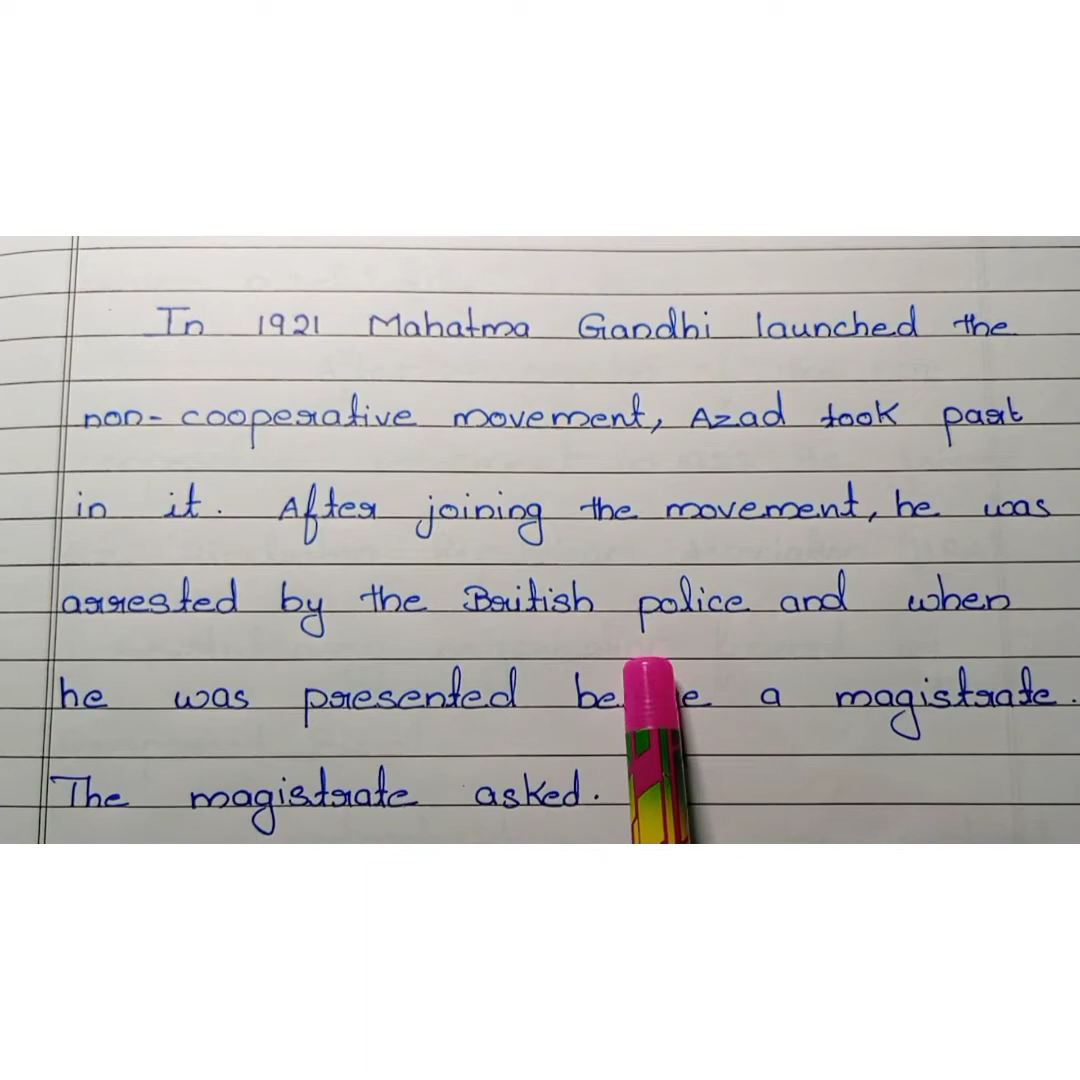 In 1921 Mahatma Gandhi launched the
non-cooperative movement, Azad took part
in it. After joining the movement, he was
arrested by the British police and when
he was presented a magistrate.
The magistrate asked.